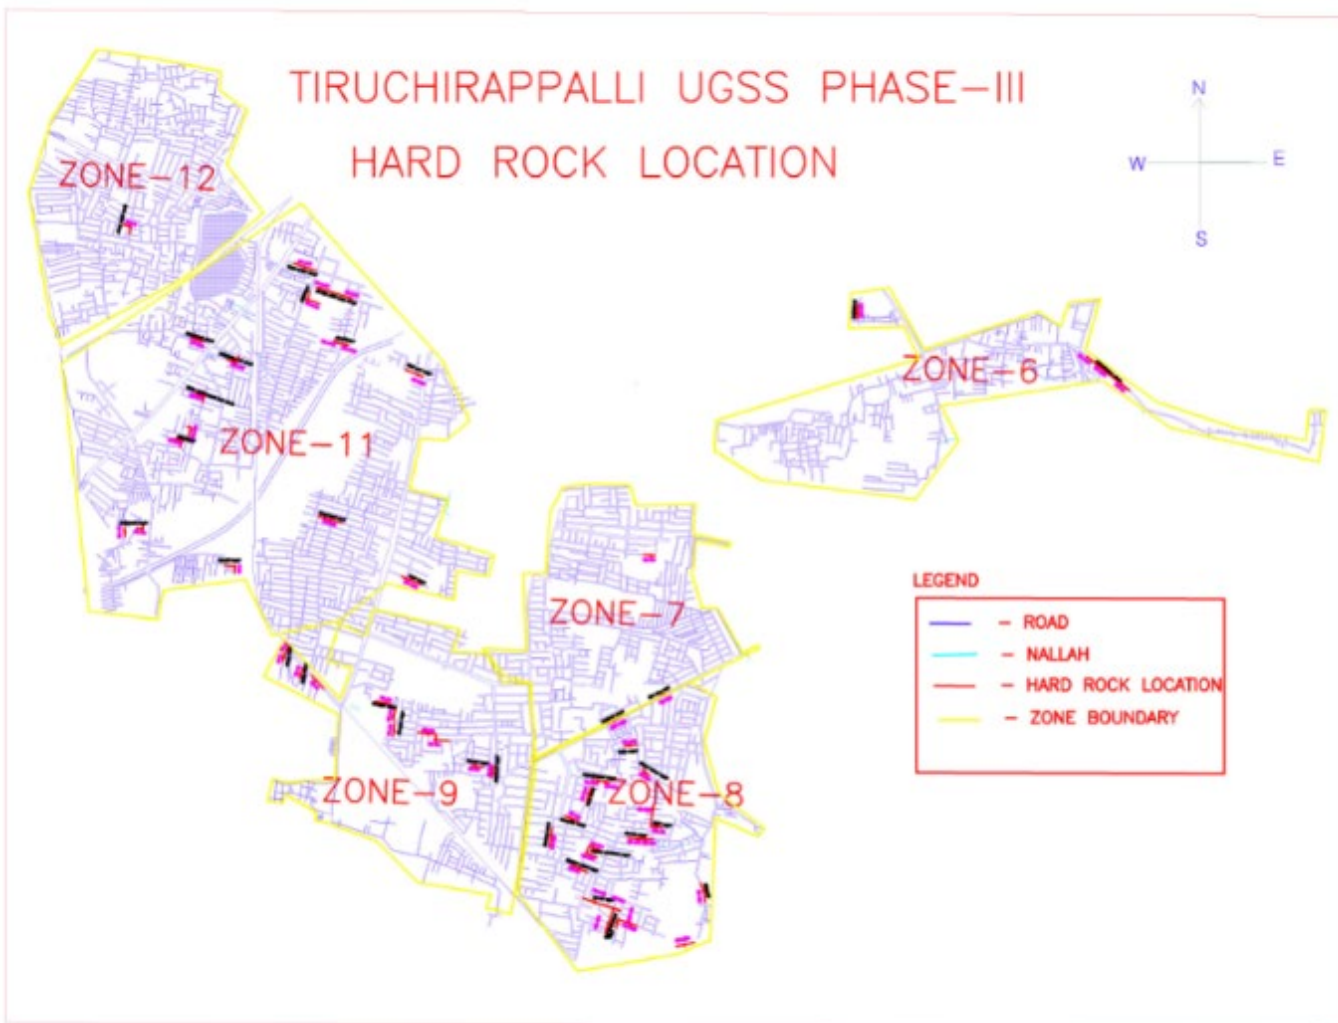 TIRUCHIRAPPALLI UGSS PHASE-III
HARD ROCK LOCATION
N
W
E
S
ZONE-12
ZONE-6
ZONE-11
ZONE-7
ZONE-9
ZONE-8
LEGEND
- ROAD
- NALLAH
- HARD ROCK LOCATION
- ZONE BOUNDARY